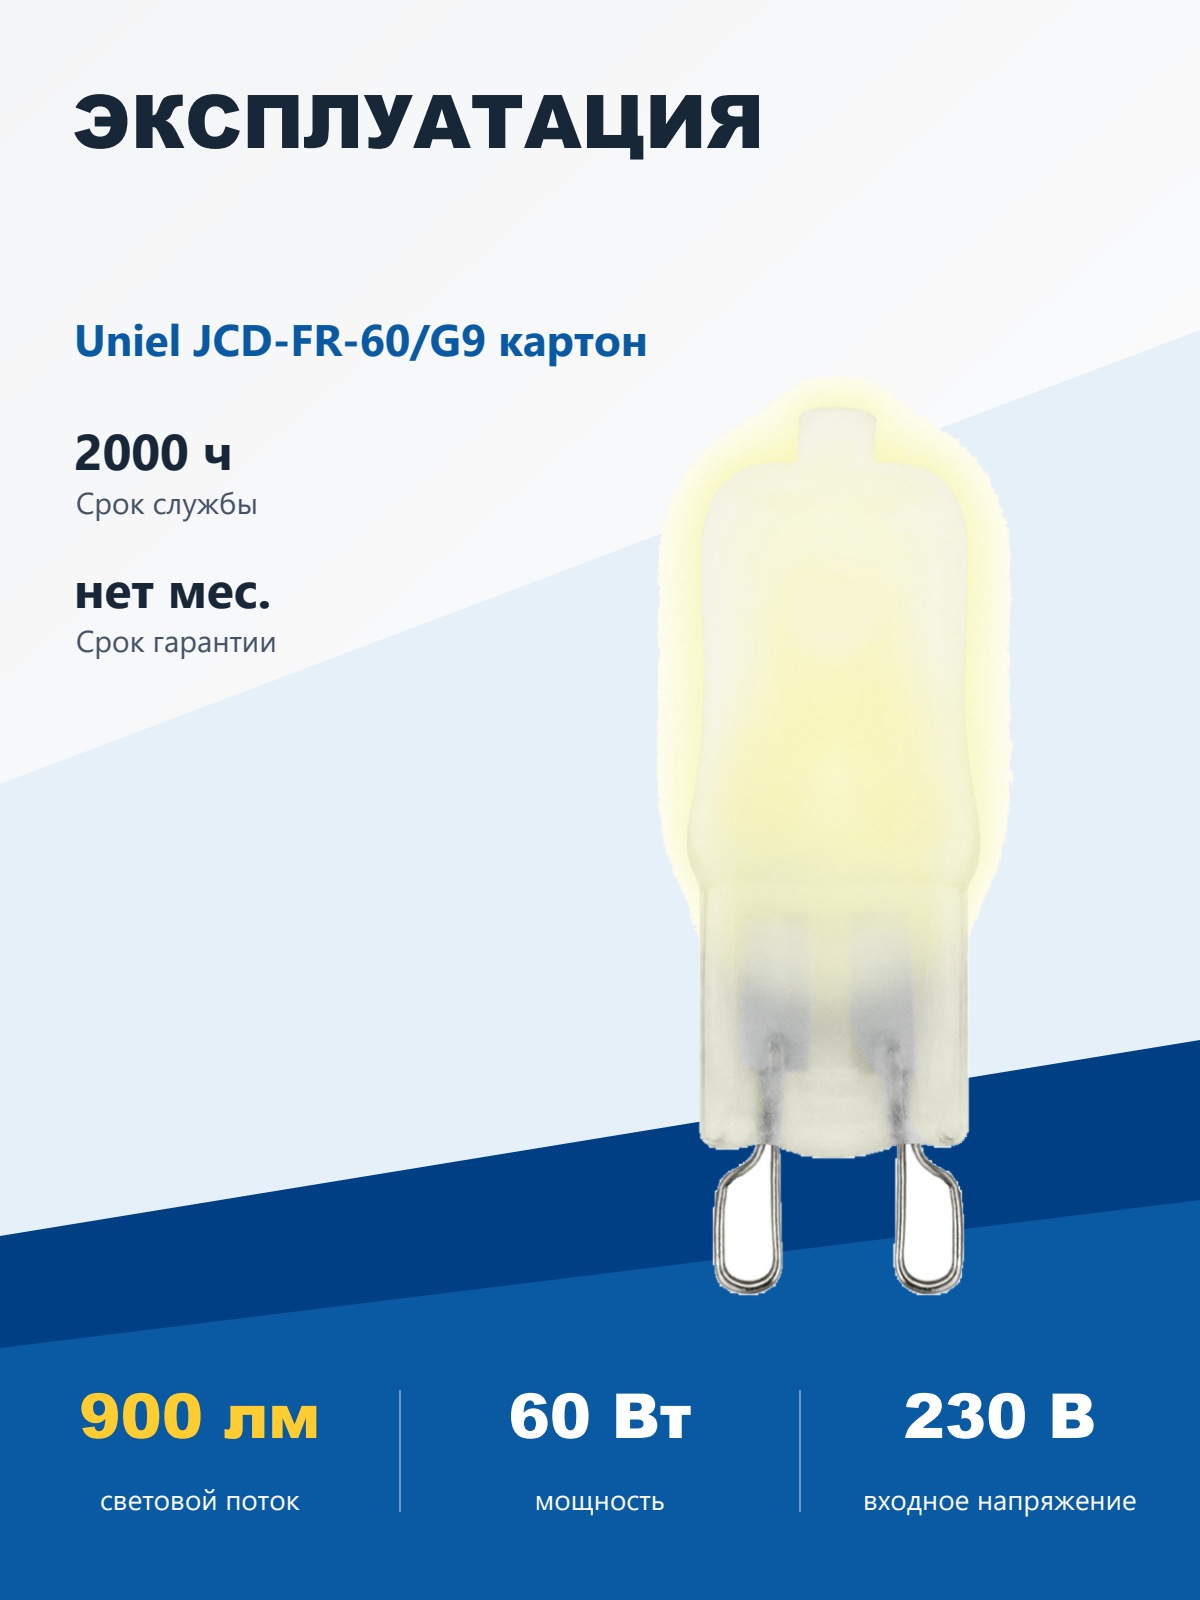 ЭКСПЛУАТАЦИЯ
Uniel JCD-FR-60/G9 картон
2000 ч
Срок службы
нет мес.
Срок гарантии
900 лм
световой поток
60 Вт
мощность
230 В
входное напряжение